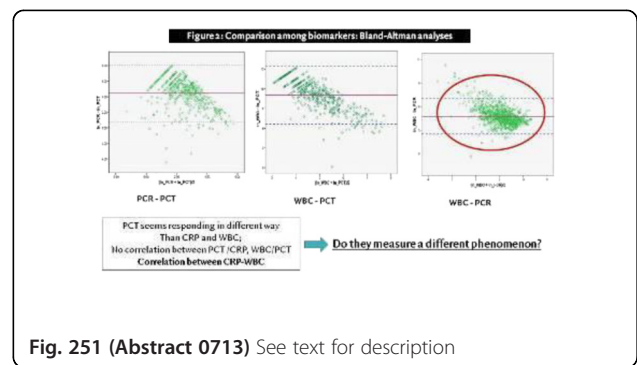 Figure 2: Comparison among biomarkers: Bland-Altman analyses
PCR - PCT
WBC - PCT
WBC - PCR
PCT seems responding in different way
Than CRP and WBC;
No correlation between PCT /CRP, WBC/PCT
Correlation between CRP-WBC
Do they measure a different phenomenon?
Fig. 251 (Abstract 0713) See text for description